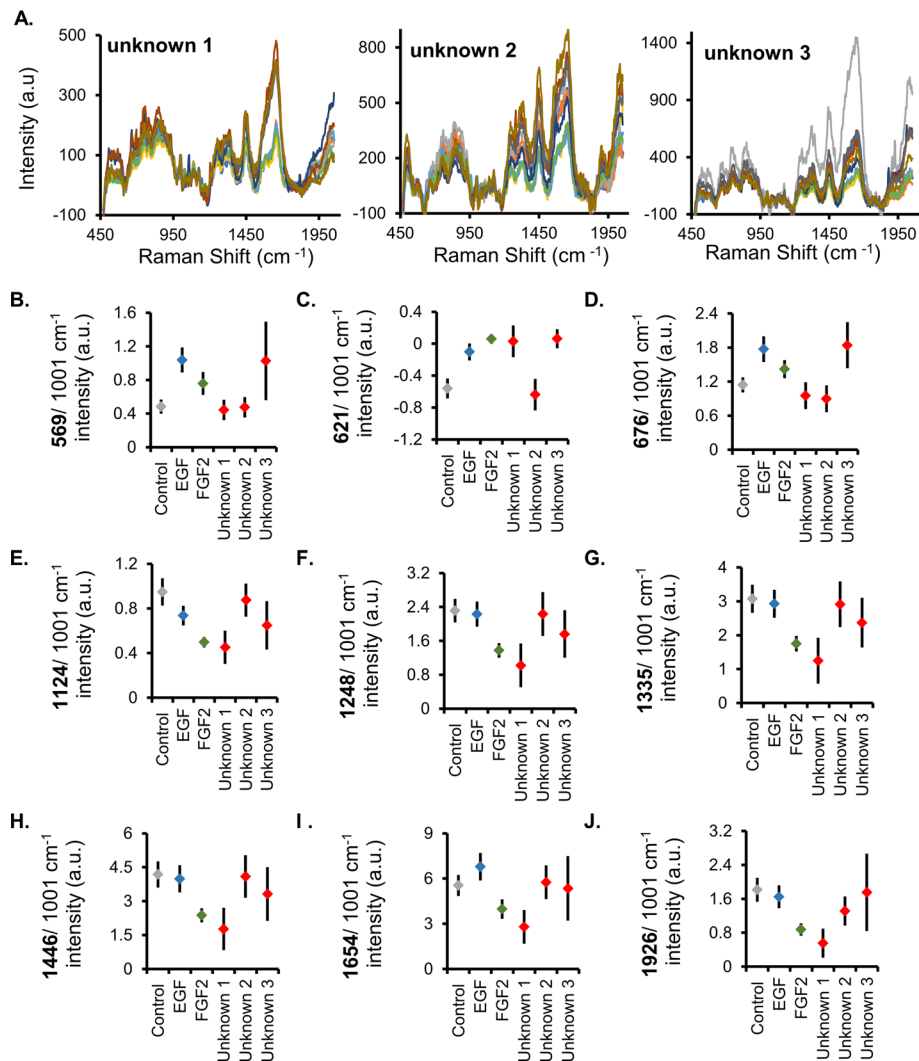 A.
unknown 1
unknown 2
unknown 3
Intensity (a.u)
500
300
100
-100
450 950 1450 1950
Raman Shift (cm -1)
800
600
400
200
-100
450 950 1450 1950
Raman Shift (cm -1)
1400
900
400
-100
450 950 1450 1950
Raman Shift (cm -1)
B.
569/ 1001 cm-1
intensity (a.u.)
1.6
1.2
0.8
0.4
0
Control
EGF
FGF2
Unknown 1
Unknown 2
Unknown 3
C.
621/ 1001 cm-1
intensity (a.u.)
0.4
0
-0.4
-0.8
-1.2
Control
EGF
FGF2
Unknown 1
Unknown 2
Unknown 3
D.
676/ 1001 cm-1
intensity (a.u.)
2.4
1.8
1.2
0.6
0
Control
EGF
FGF2
Unknown 1
Unknown 2
Unknown 3
E.
1124/ 1001 cm-1
intensity (a.u.)
1.2
0.8
0.4
0
Control
EGF
FGF2
Unknown 1
Unknown 2
Unknown 3
F.
1248/ 1001 cm-1
intensity (a.u.)
3.2
2.4
1.6
0.8
0
Control
EGF
FGF2
Unknown 1
Unknown 2
Unknown 3
G.
1335/ 1001 cm-1
intensity (a.u.)
4
3
2
1
0
Control
EGF
FGF2
Unknown 1
Unknown 2
Unknown 3
H.
1446/ 1001 cm-1
intensity (a.u.)
6
4.5
3
1.5
0
Control
EGF
FGF2
Unknown 1
Unknown 2
Unknown 3
I .
1654/ 1001 cm-1
intensity (a.u.)
9
6
3
0
Control
EGF
FGF2
Unknown 1
Unknown 2
Unknown 3
J.
1926/ 1001 cm-1
intensity (a.u.)
3.2
2.4
1.6
0.8
0
Control
EGF
FGF2
Unknown 1
Unknown 2
Unknown 3